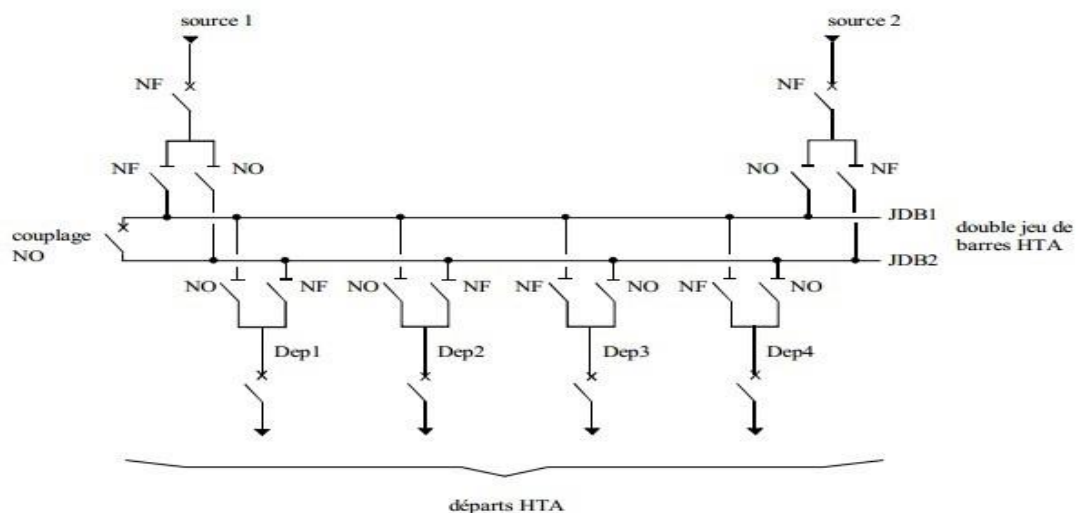 source 1
source 2
NF
NF
NF
NO
NO
NF
JDB1
couplage
NO
double jeu de
barres HTA
JDB2
NO
NF
NO
NF
NF
NO
NF
NO
Dep1
Dep2
Dep3
Dep4
départs HTA